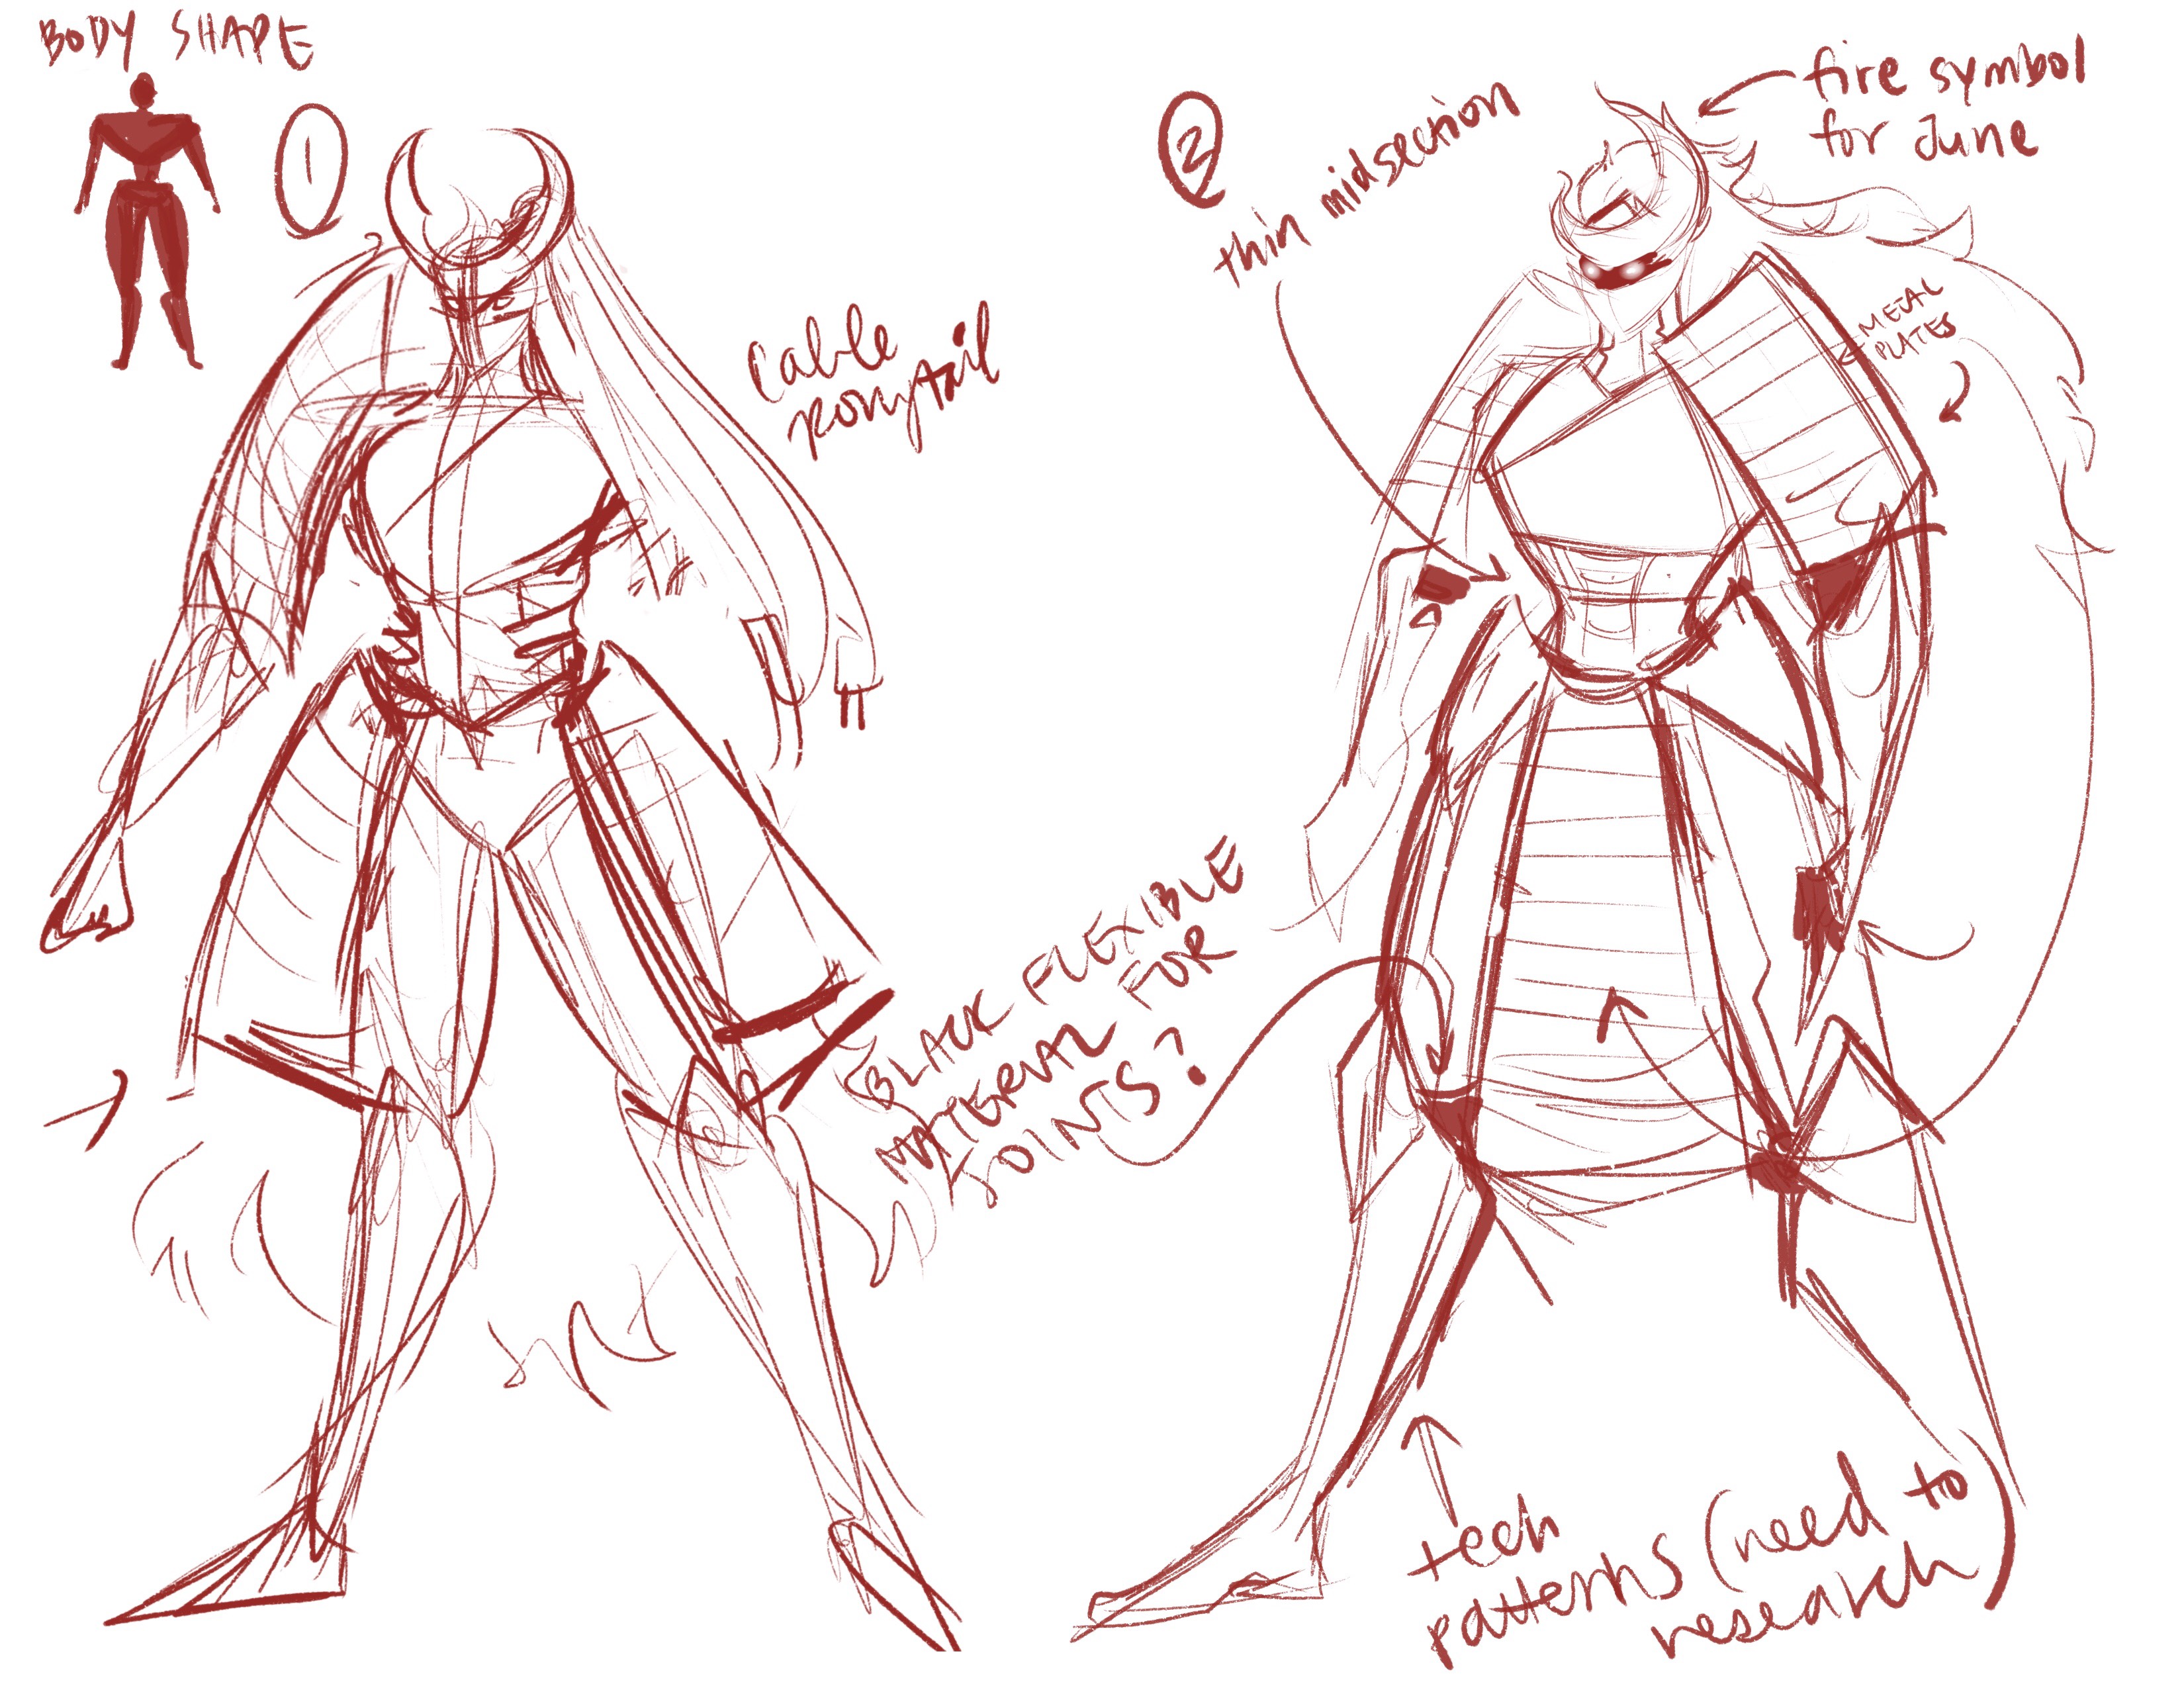 BODY SHAPE
1
cable
ponytail
2
thin midsection
fire symbol
for June
METAL
PLATES
BLACK FLEXIBLE
MATERIAL FOR
JOINTS?
tech
patterns (need to
research)